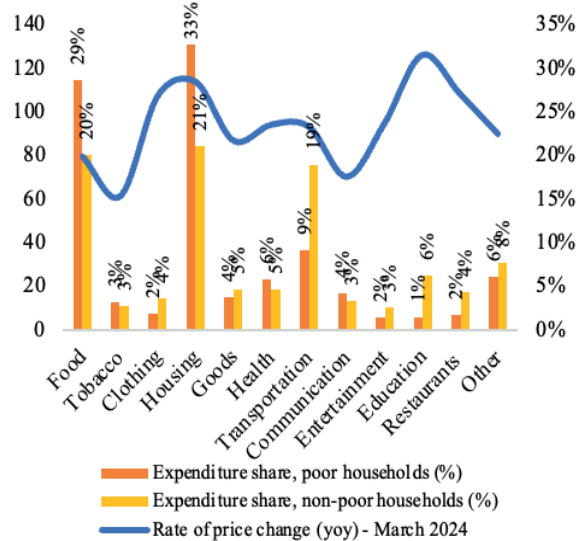 140
120
100
80
60
40
20
0
35%
30%
25%
20%
15%
10%
5%
0%
29%
20%
3%
3%
2%
4%
33%
21%
4%
5%
6%
5%
9%
19%
4%
3%
2%
3%
1%
6%
2%
4%
6%
8%
Food
Tobacco
Clothing
Housing
Goods
Health
Transportation
Communication
Entertainment
Education
Restaurants
Other
Expenditure share, poor households (%)
Expenditure share, non-poor households (%)
Rate of price change (yoy) - March 2024